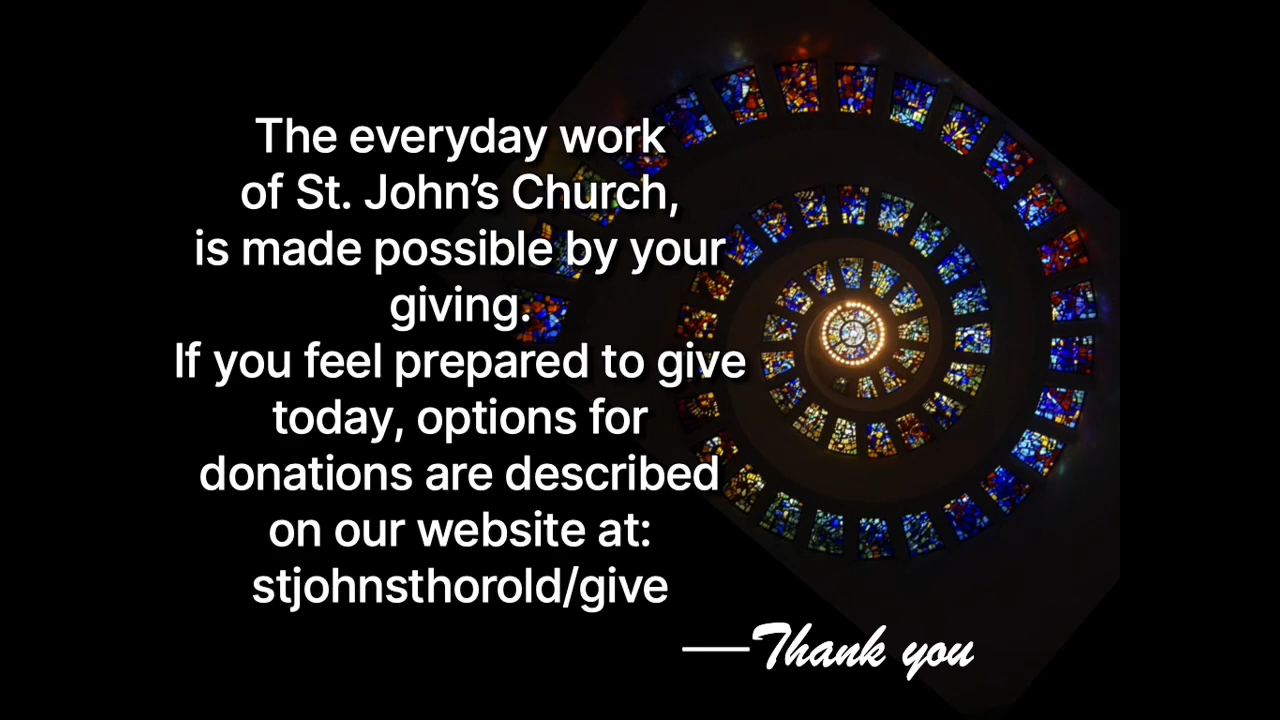 The everyday work
of St. John’s Church,
is made possible by your
giving.
If you feel prepared to give
today, options for
donations are described
on our website at:
stjohnsthorold/give
—Thank you